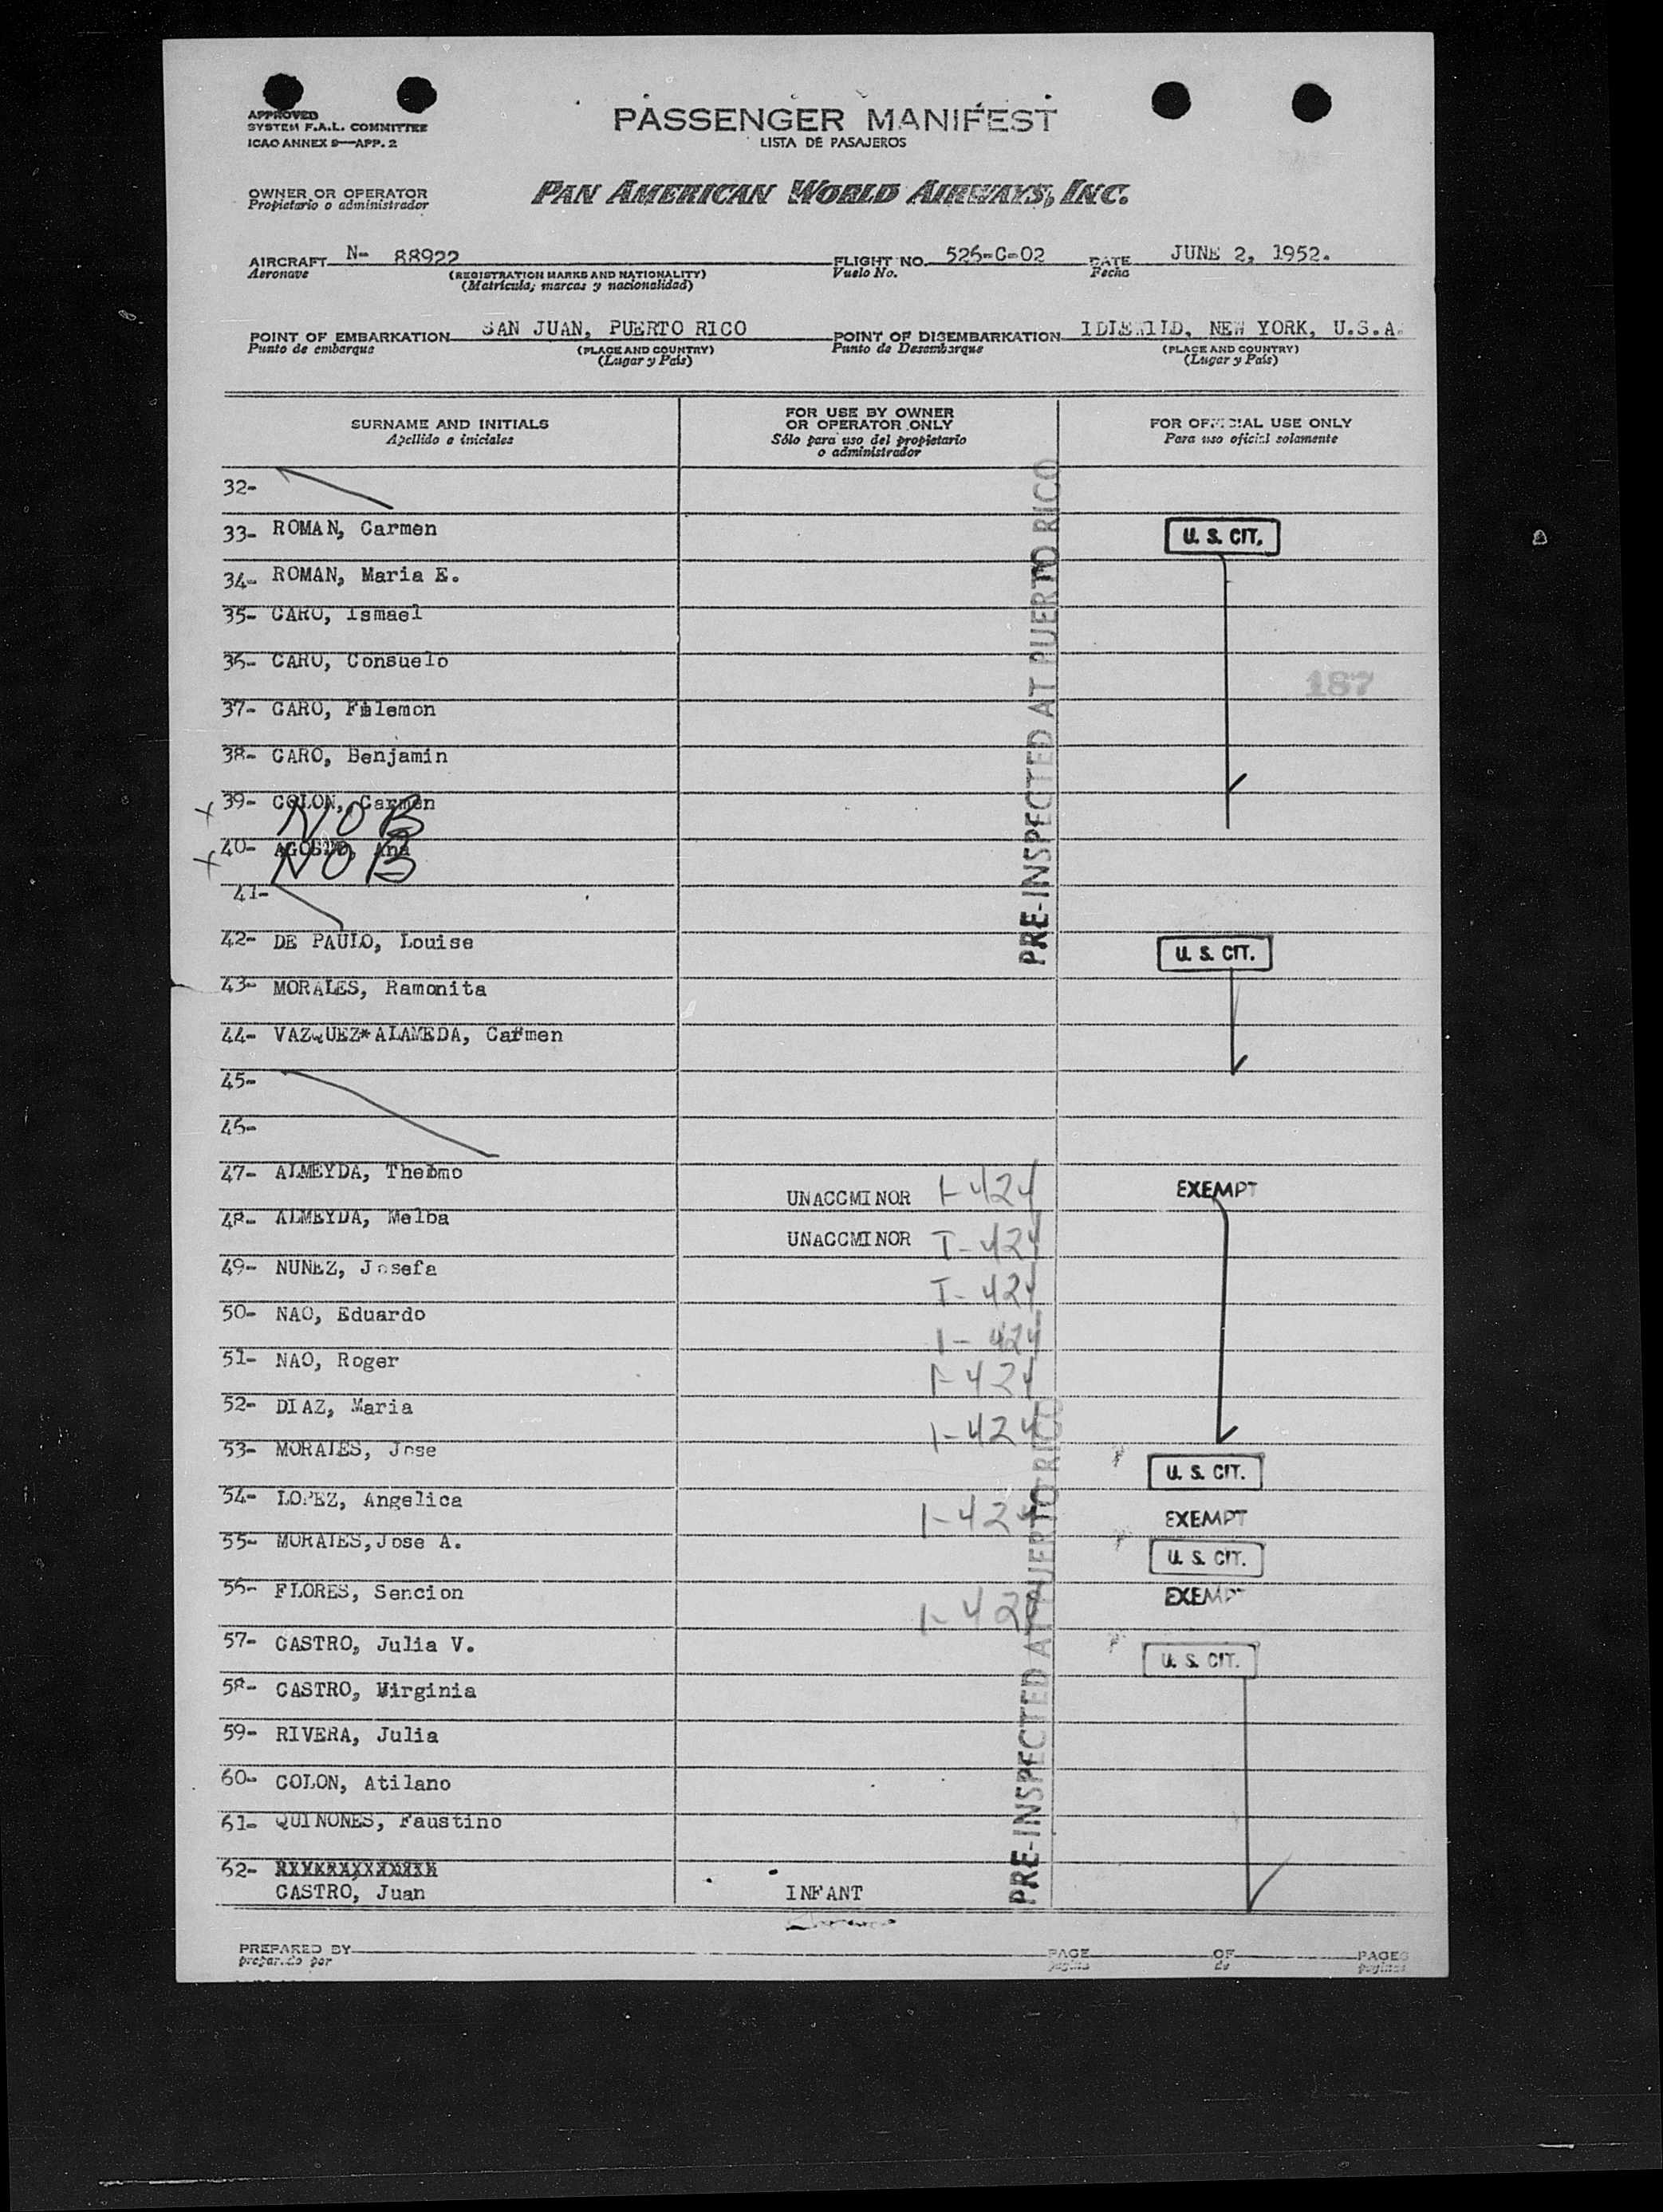 APPROVED
SYSTEM F.A.L. COMMITTEE
ICAO ANNEX 9—APP. 2
PASSENGER MANIFEST
LISTA DE PASAJEROS
OWNER OR OPERATOR
Propietario o administrador
PAN AMERICAN WORLD AIRWAYS, INC.
AIRCRAFT N- 88922 FLIGHT NO. 526-G-02 DATE JUNE 2, 1952.
Aeronave (REGISTRATION MARKS AND NATIONALITY) Vuelo No. Fecha
(Matrícula; marcas y nacionalidad)
POINT OF EMBARKATION SAN JUAN, PUERTO RICO POINT OF DISEMBARKATION IDLEWILD, NEW YORK, U.S.A.
Punto de embarque (PLACE AND COUNTRY) Punto de Desembarque (PLACE AND COUNTRY)
(Lugar y País) (Lugar y País)
SURNAME AND INITIALS FOR USE BY OWNER OR OPERATOR ONLY FOR OFFICIAL USE ONLY
Apellido e iniciales Sólo para uso del propietario o administrador Para uso oficial solamente
32-
33- ROMAN, Carmen U. S. CIT.
34- ROMAN, Maria E.
35- CARO, Ismael
36- CARO, Consuelo
187
37- CARO, Filemon
38- CARO, Benjamin
39- COLON, Carmen NOB
40- AGOSTO, Ana NOB
41-
PRE-INSPECTED AT PUERTO RICO
42- DE PAULO, Louise U. S. CIT.
43- MORALES, Ramonita
44- VAZQUEZ*ALAMEDA, Carmen
45-
46-
47- ALMEYDA, Thelmo UNACCMINOR I-424 EXEMPT
48- ALMEYDA, Melba UNACCMINOR I-424
49- NUNEZ, Josefa I-424
50- NAO, Eduardo I-424
51- NAO, Roger I-424
52- DIAZ, Maria I-424
53- MORALES, Jose U. S. CIT.
54- LOPEZ, Angelica I-424 EXEMPT
55- MORALES,Jose A. U. S. CIT.
56- FLORES, Sencion I-424 EXEMPT
57- CASTRO, Julia V. U. S. CIT.
58- CASTRO, Virginia
59- RIVERA, Julia
60- COLON, Atilano
61- QUINONES, Faustino
62-
CASTRO, Juan INFANT
PRE-INSPECTED AT PUERTO RICO
PREPARED BY PAGE OF PAGES
preparado por pagina de paginas